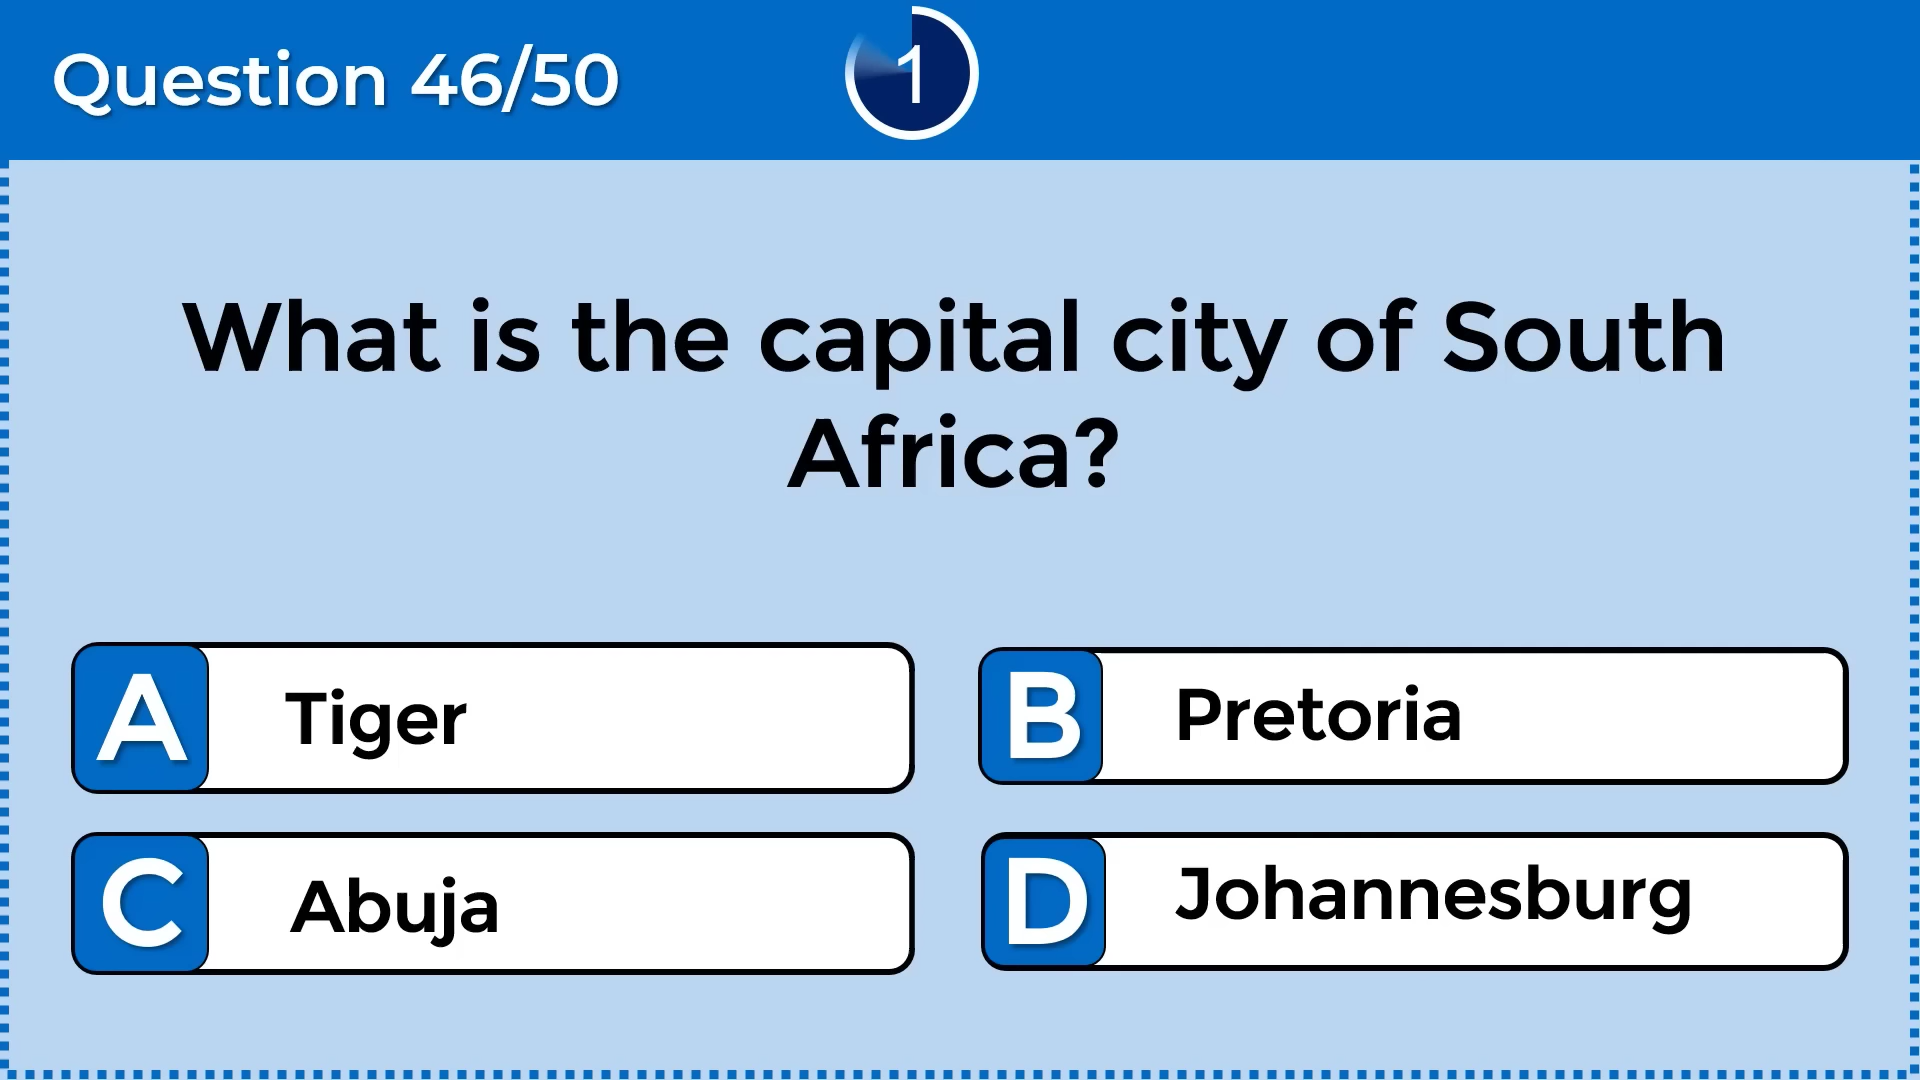 Question 46/50
1
What is the capital city of South
Africa?
A Tiger
B Pretoria
C Abuja
D Johannesburg